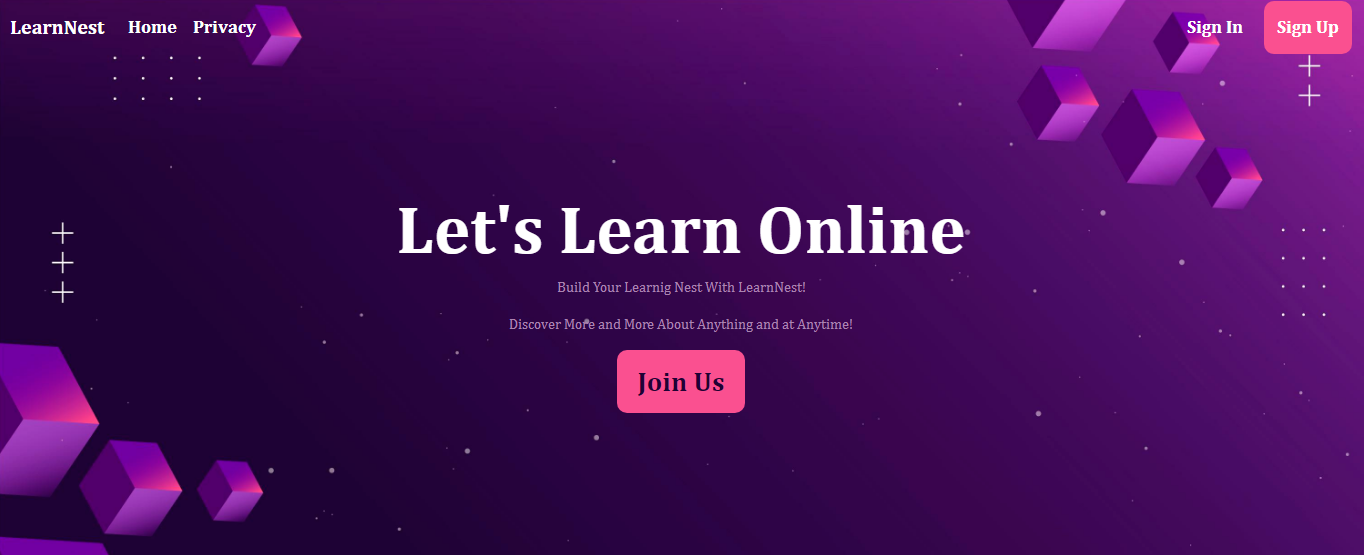 LearnNest Home Privacy Sign In Sign Up
Let's Learn Online
Build Your Learnig Nest With LearnNest!
Discover More and More About Anything and at Anytime!
Join Us